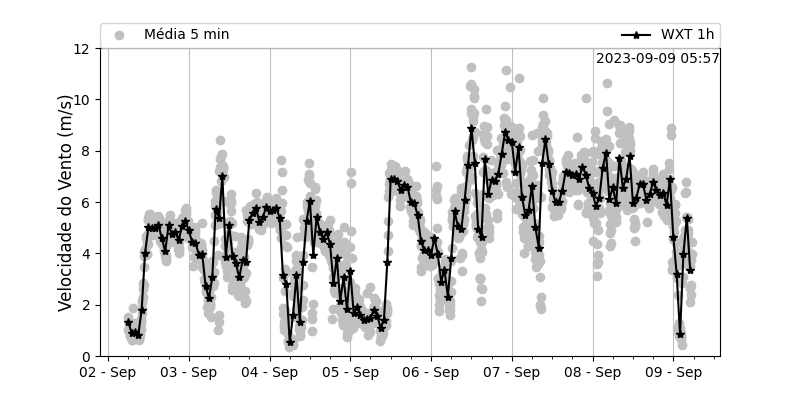 Média 5 min
WXT 1h
2023-09-09 05:57
Velocidade do Vento (m/s)
12
10
8
6
4
2
0
02 - Sep
03 - Sep
04 - Sep
05 - Sep
06 - Sep
07 - Sep
08 - Sep
09 - Sep